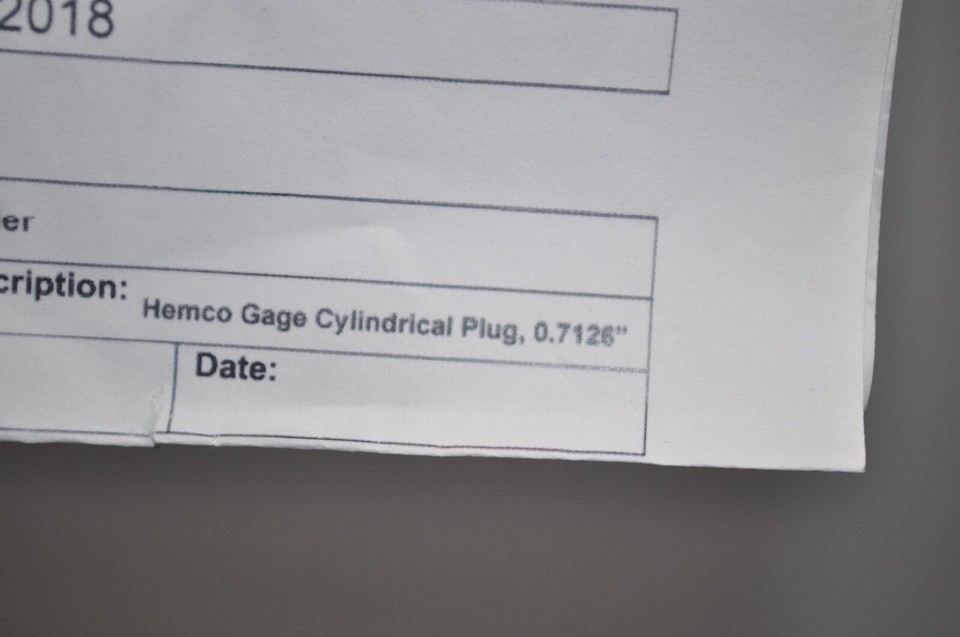 2018
er
cription:
Hemco Gage Cylindrical Plug, 0.7126"
Date: